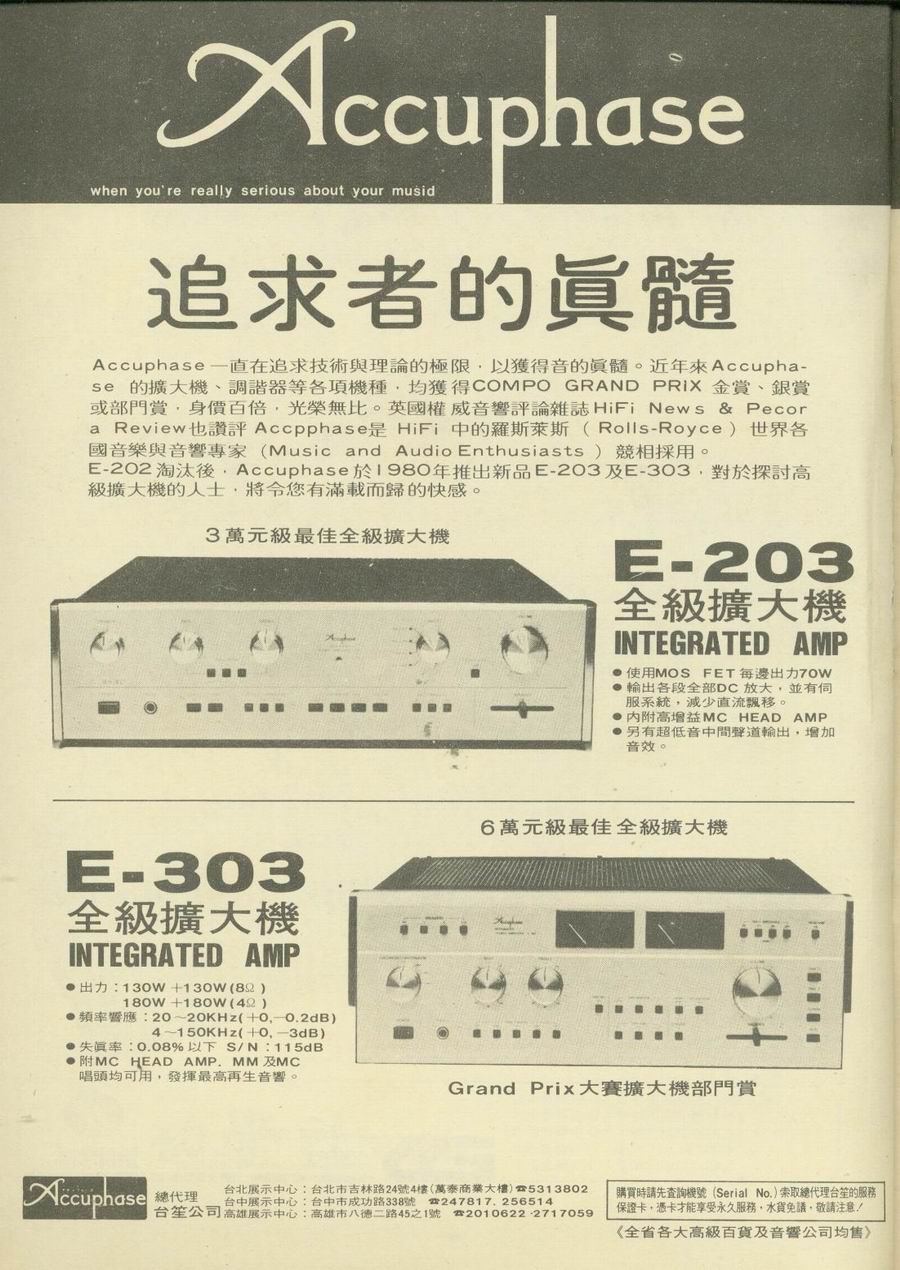 Accuphase
when you're really serious about your musid
追求者的眞髓
Accuphase 一直在追求技術與理論的極限，以獲得音的眞髓。近年來Accupha-
se 的擴大機、調諧器等各項機種，均獲得COMPO GRAND PRIX 金賞、銀賞
或部門賞，身價百倍，光榮無比。英國權威音響評論雜誌HiFi News & Pecor
a Review也讚評 Accpphase是 HiFi 中的羅斯萊斯（Rolls-Royce）世界各
國音樂與音響專家（Music and Audio Enthusiasts）競相採用。
E-202淘汰後，Accuphase於1980年推出新品E-203及E-303，對於探討高
級擴大機的人士，將令您有滿載而歸的快感。
3萬元級最佳全級擴大機
Accuphase
E-203
全級擴大機
INTEGRATED AMP
●使用MOS FET每邊出力70W
●輸出各段全部DC 放大，並有伺
服系統，減少直流飄移。
●內附高增益MC HEAD AMP
●另有超低音中間聲道輸出，增加
音效。
6萬元級最佳全級擴大機
E-303
全級擴大機
INTEGRATED AMP
●出力：130W＋130W(8Ω)
180W＋180W(4Ω)
●頻率響應：20～20KHz(＋0,－0.2dB)
4～150KHz(＋0,－3dB)
●失眞率：0.08%以下 S/N：115dB
●附MC HEAD AMP. MM及MC
唱頭均可用，發揮最高再生音響。
Accuphase
Grand Prix大賽擴大機部門賞
Accuphase
總代理
台笙公司
台北展示中心：台北市吉林路24號4樓(萬泰商業大樓)☎5313802
台中展示中心：台中市成功路338號 ☎247817, 256514
高雄展示中心：高雄市八德二路45之1號 ☎2010622·2717059
購買時請先查詢機號（Serial No.）索取總代理台笙的服務
保證卡，憑卡才能享受永久服務，水貨免議，敬請注意！
《全省各大高級百貨及音響公司均售》